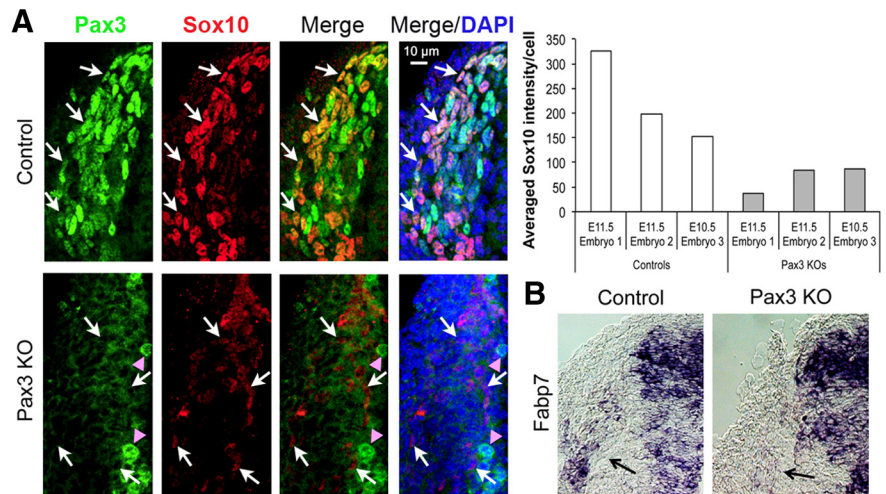 A
Pax3 Sox10 Merge Merge/DAPI
10 µm
Control
Pax3 KO
Averaged Sox10 intensity/cell
350
300
250
200
150
100
50
0
E11.5 E11.5 E10.5 E11.5 E11.5 E10.5
Embryo 1 Embryo 2 Embryo 3 Embryo 1 Embryo 2 Embryo 3
Controls Pax3 KOs
B
Control Pax3 KO
Fabp7